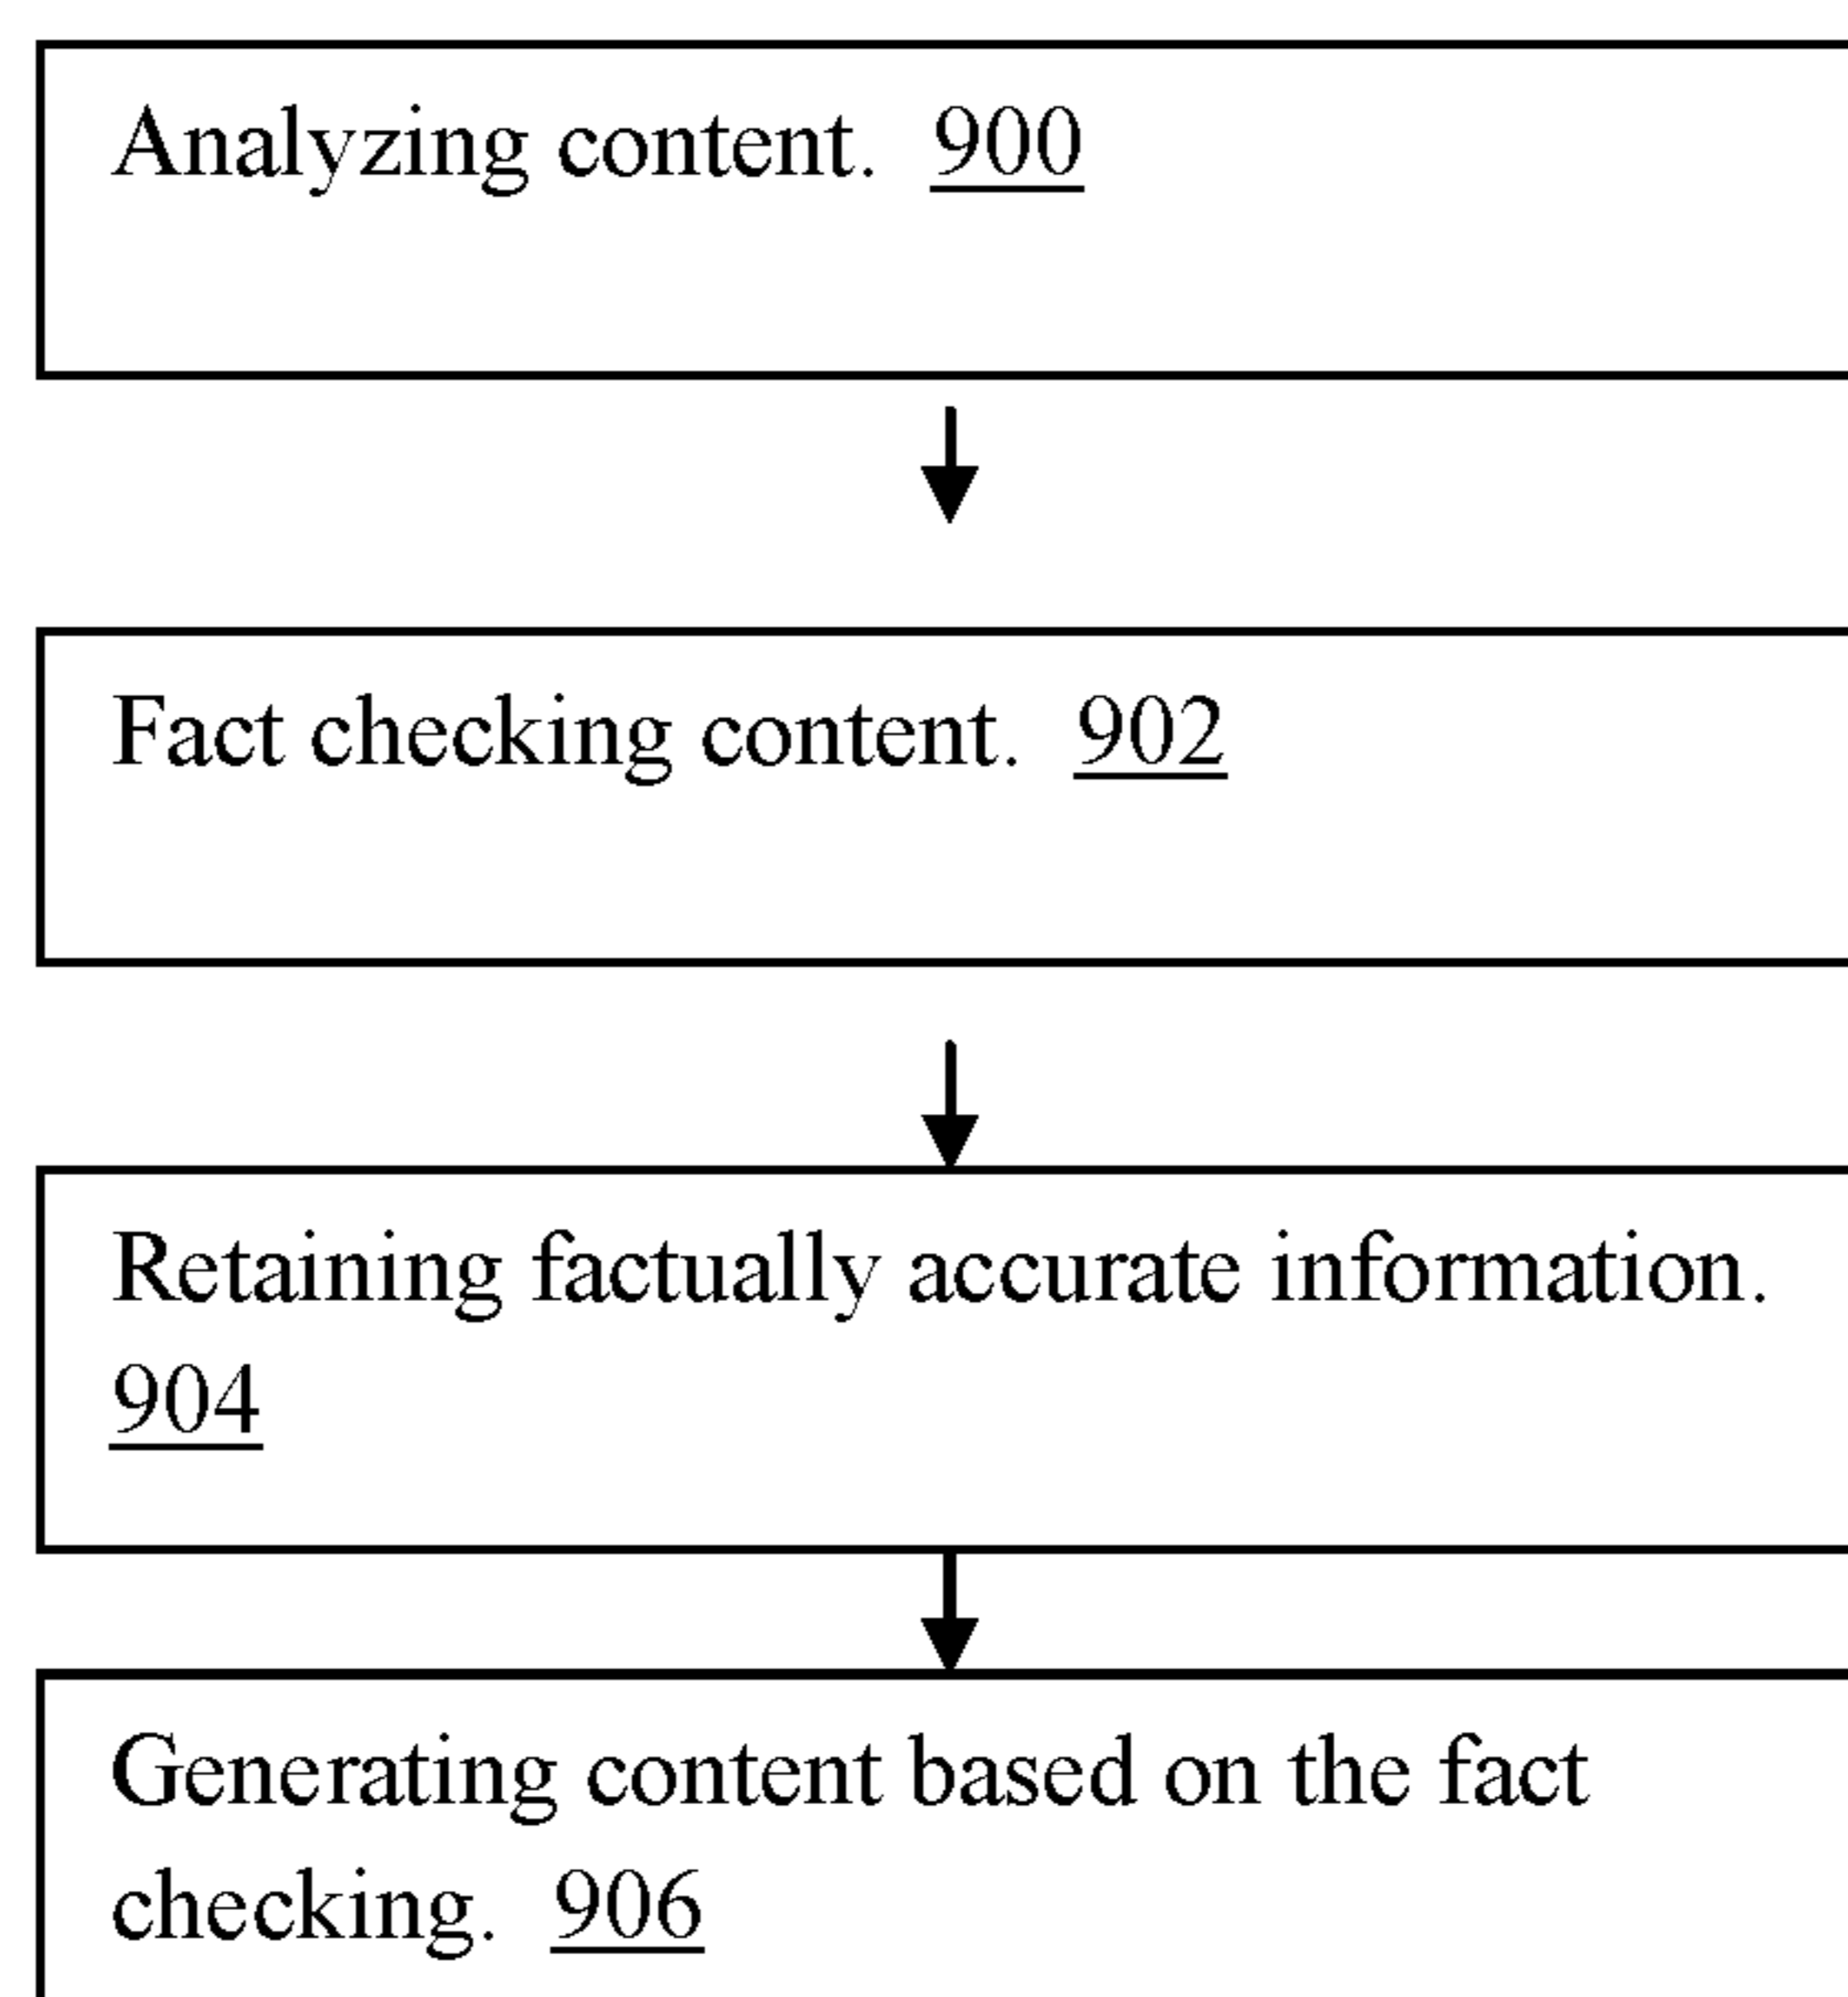 Analyzing content. 900
Fact checking content. 902
Retaining factually accurate information.
904
Generating content based on the fact
checking. 906